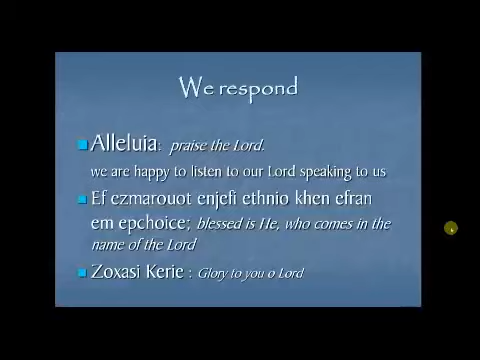 We respond
Alleluia: praise the Lord.
we are happy to listen to our Lord speaking to us
Ef ezmarouot enjefi ethnio khen efran
em epchoice; blessed is He, who comes in the
name of the Lord
Zoxasi Kerie : Glory to you o Lord